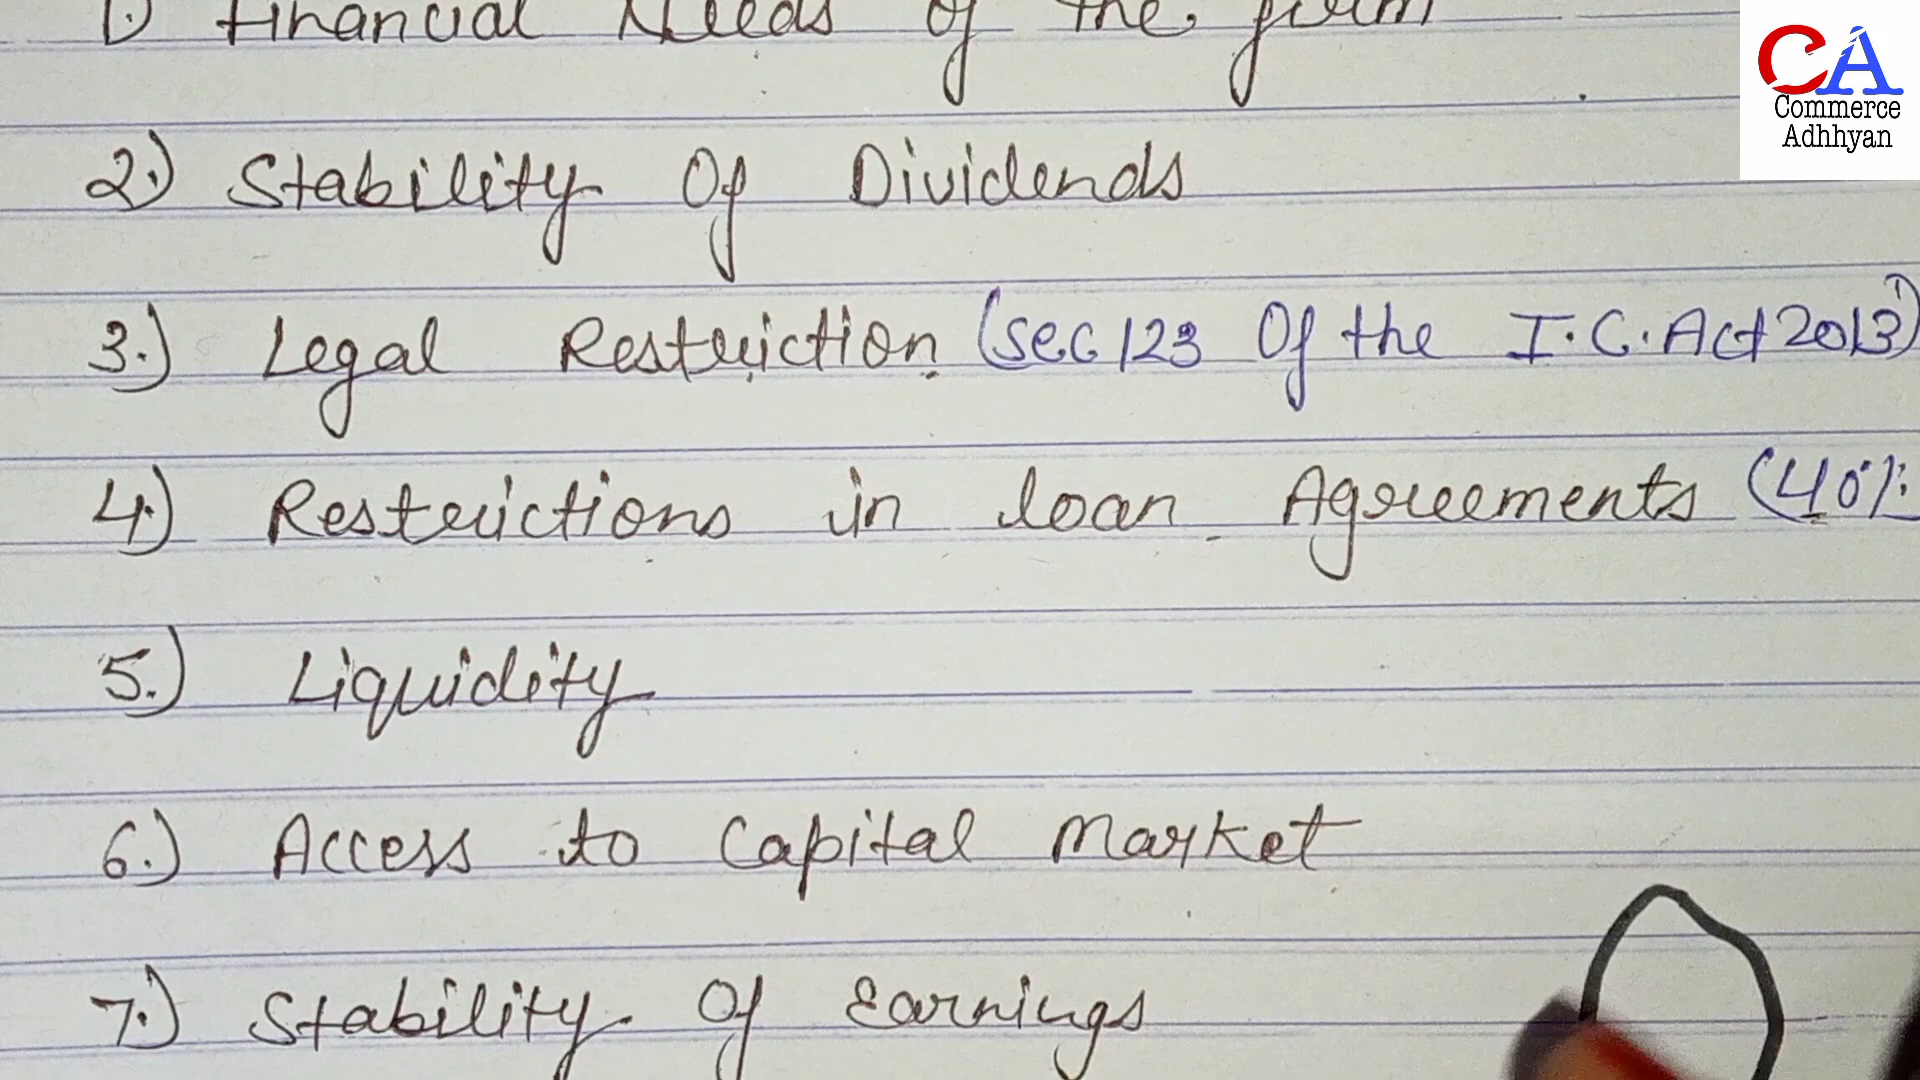 1.) Financial Needs of the firm
CA
Commerce
Adhhyan
2.) Stability Of Dividends
3.) Legal Restriction (Sec 123 Of the I.C. Act 2013)
4.) Restrictions in loan Agreements (40%
5.) Liquidity
6.) Access to Capital Market
7.) Stability Of Earnings